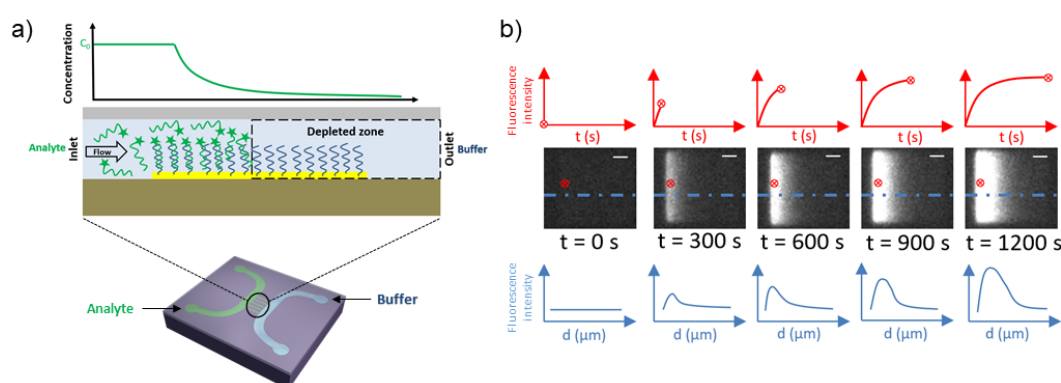 a)
Concentrration
C₀
Depleted zone
Analyte
Inlet
Flow
Outlet
Buffer
Analyte
Buffer
b)
Fluorescence
intensity
t (s)
t (s)
t (s)
t (s)
t (s)
t = 0 s
t = 300 s
t = 600 s
t = 900 s
t = 1200 s
Fluorescence
intensity
d (µm)
d (µm)
d (µm)
d (µm)
d (µm)